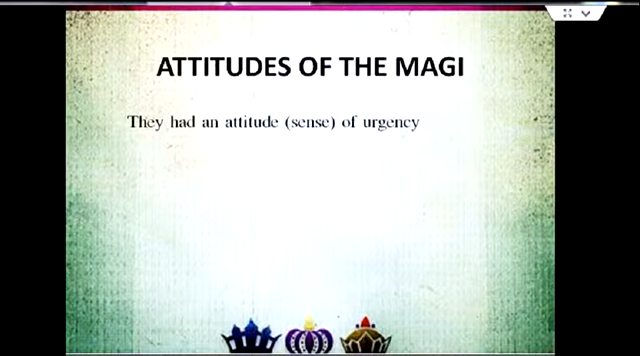 ATTITUDES OF THE MAGI
They had an attitude (sense) of urgency